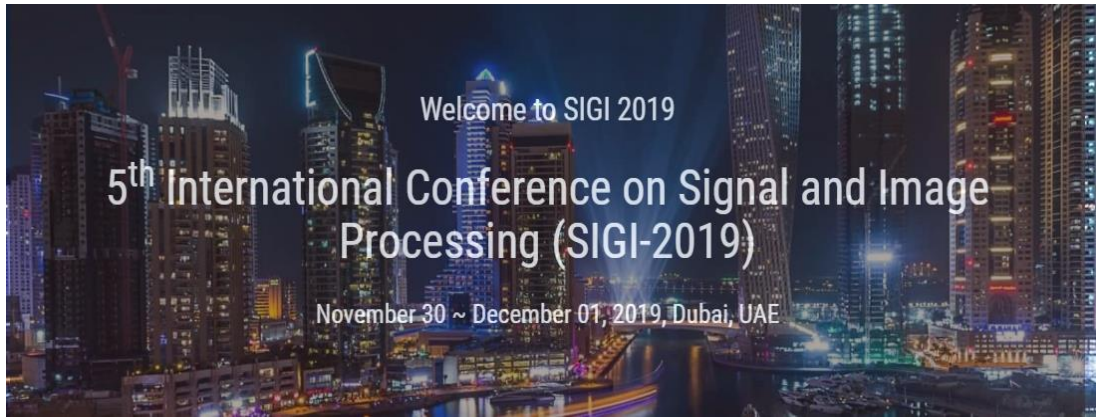 Welcome to SIGI 2019
5th International Conference on Signal and Image
Processing (SIGI-2019)
November 30 ~ December 01, 2019, Dubai, UAE